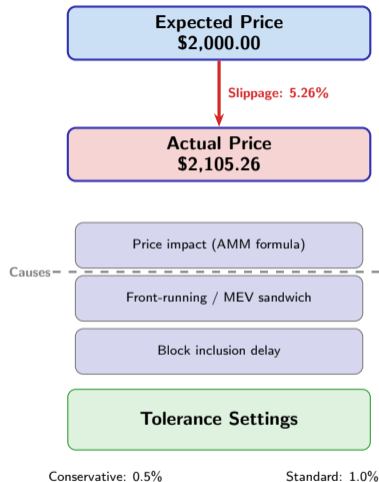 Expected Price
$2,000.00
Slippage: 5.26%
Actual Price
$2,105.26
Price impact (AMM formula)
Causes
Front-running / MEV sandwich
Block inclusion delay
Tolerance Settings
Conservative: 0.5%
Standard: 1.0%